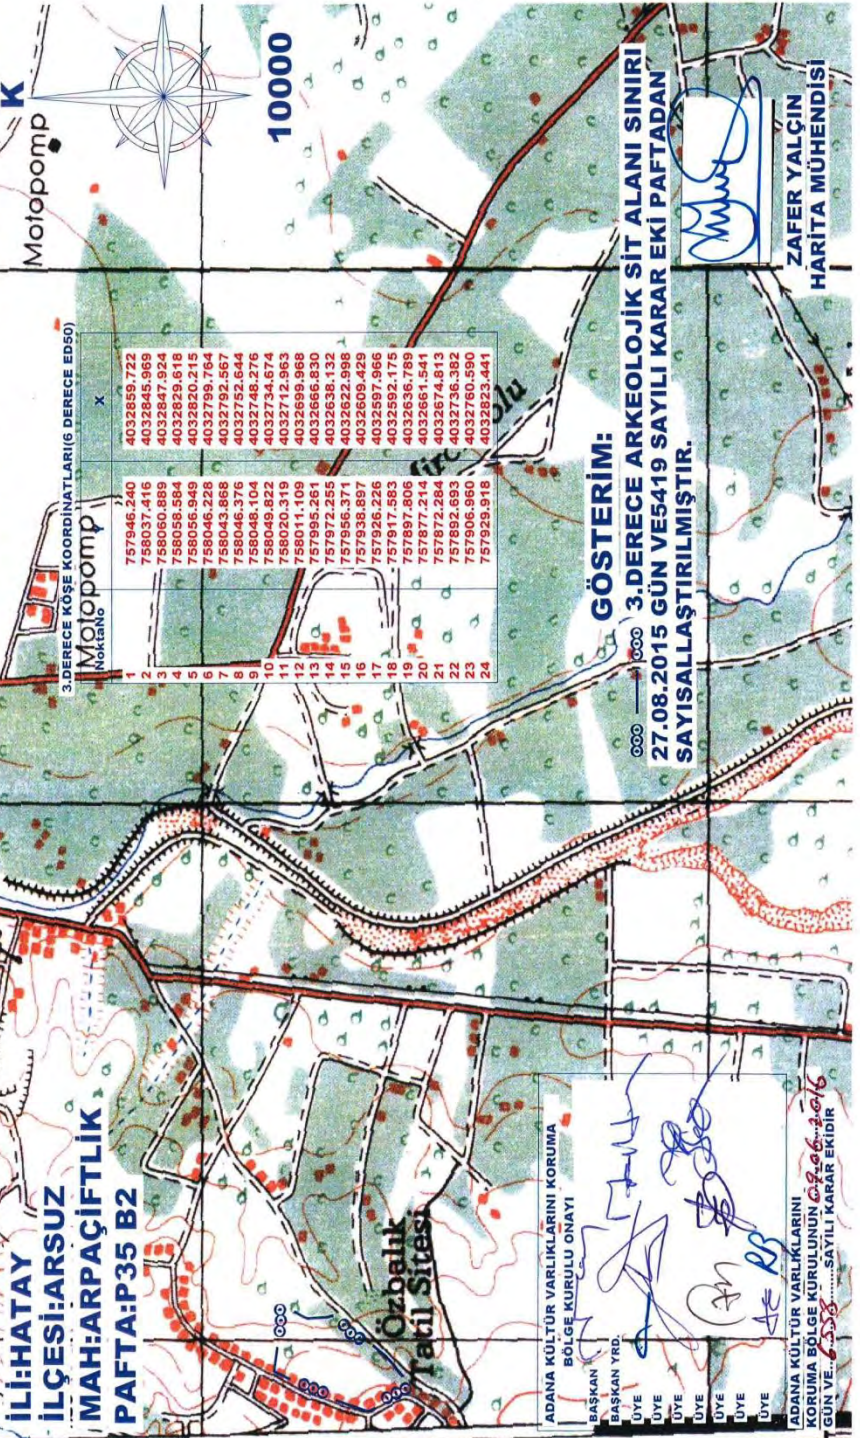 İLİ:HATAY
İLÇESİ:ARSUZ
MAH:ARPAÇİFTLİK
PAFTA:P35 B2
K
10000
Motopomp
3.DERECE KÖŞE KOORDİNATLARI(6 DERECE ED50)
Motopomp
NoktaNo Y X
1 757946.240 4032859.722
2 758037.416 4032845.969
3 758060.889 4032847.924
4 758058.584 4032829.618
5 758056.949 4032820.215
6 758046.228 4032799.764
7 758043.868 4032792.567
8 758046.376 4032752.644
9 758048.104 4032748.276
10 758049.822 4032734.574
11 758020.319 4032712.963
12 758011.109 4032699.968
13 757995.261 4032666.830
14 757972.255 4032638.132
15 757956.371 4032622.998
16 757938.897 4032609.429
17 757926.226 4032597.966
18 757917.583 4032592.175
19 757897.806 4032636.789
20 757877.214 4032661.541
21 757872.284 4032674.813
22 757892.693 4032736.382
23 757906.960 4032760.590
24 757929.918 4032823.441
Özbalık
Tatil Sitesi
GÖSTERİM:
3.DERECE ARKEOLOJİK SİT ALANI SINIRI
27.08.2015 GÜN VE5419 SAYILI KARAR EKİ PAFTADAN
SAYISALLAŞTIRILMIŞTIR.
ZAFER YALÇIN
HARİTA MÜHENDİSİ
ADANA KÜLTÜR VARLIKLARINI KORUMA
BÖLGE KURULU ONAYI
BAŞKAN
BAŞKAN YRD.
ÜYE
ÜYE
ÜYE
ÜYE
ÜYE
ÜYE
ÜYE
ADANA KÜLTÜR VARLIKLARINI
KORUMA BÖLGE KURULUNUN
GÜN VE SAYILI KARAR EKİDİR